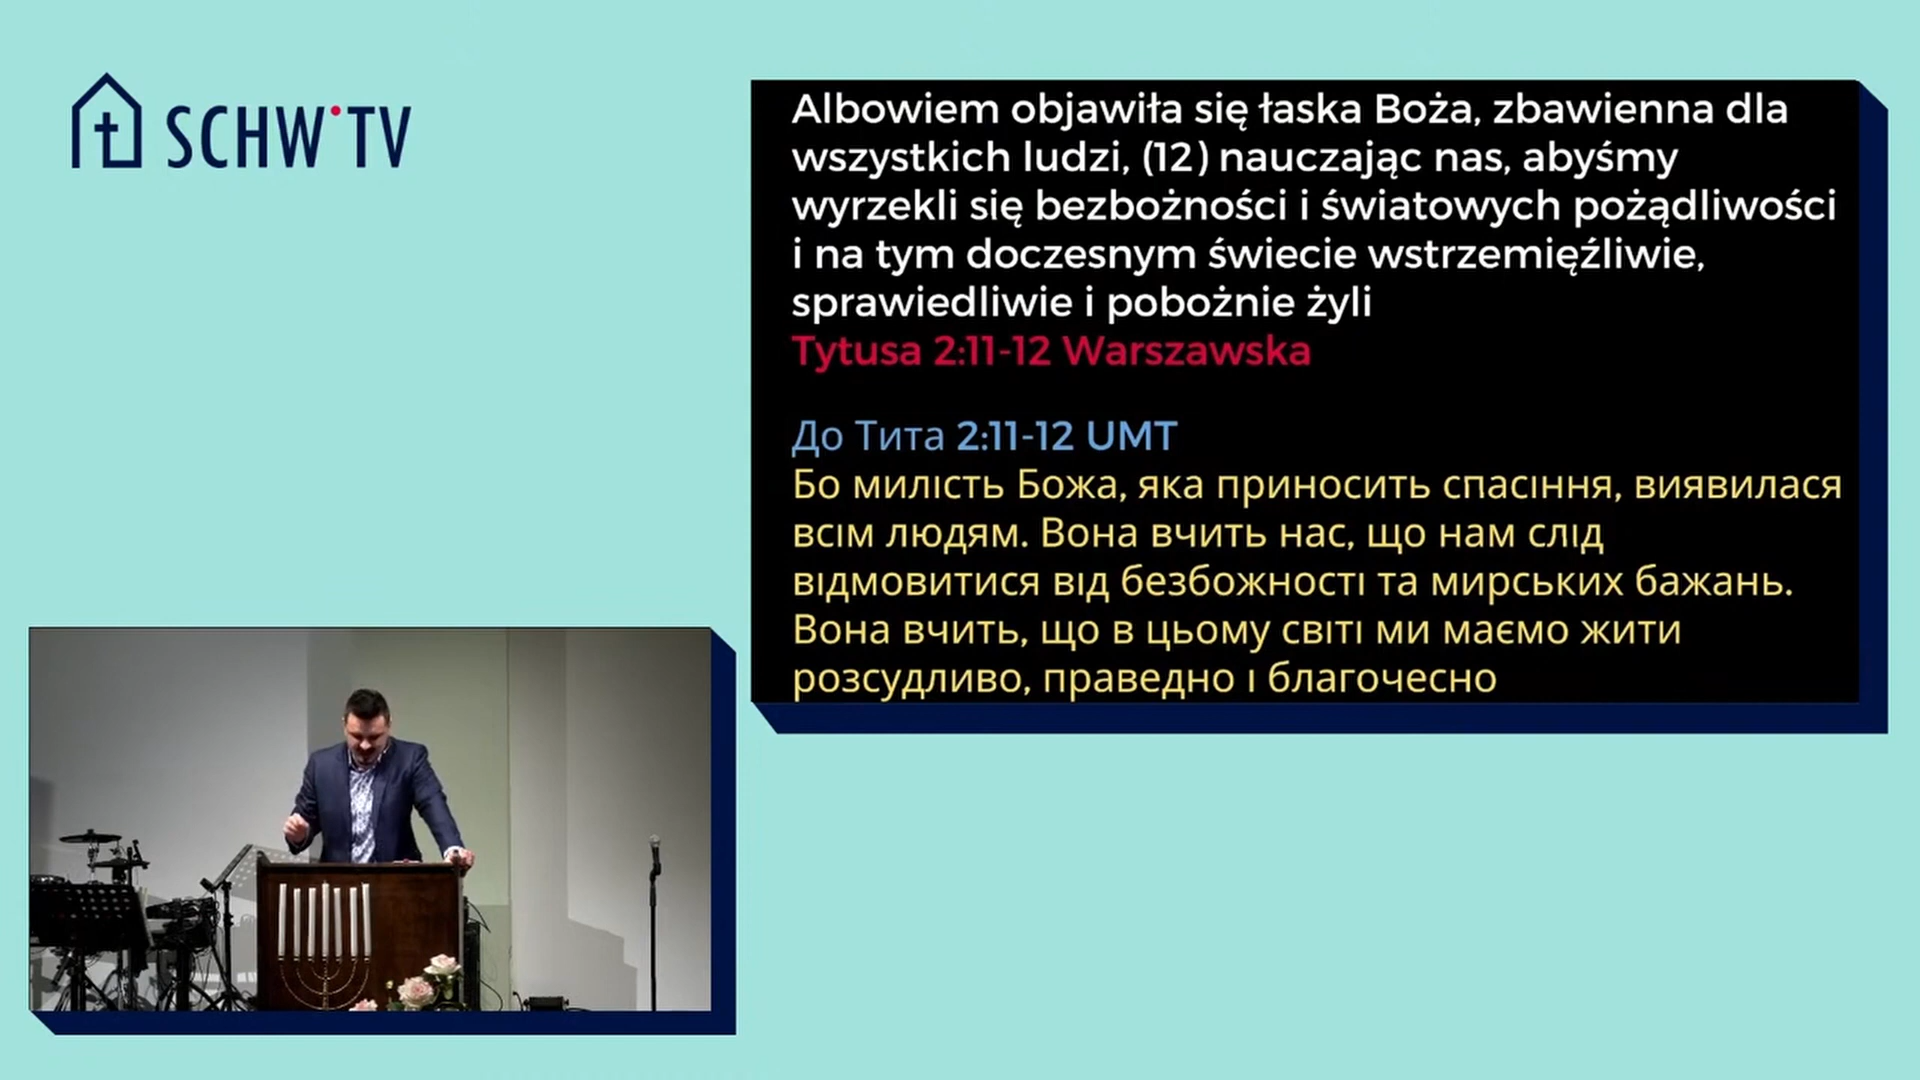 SCHW•TV
Albowiem objawiła się łaska Boża, zbawienna dla
wszystkich ludzi, (12) nauczając nas, abyśmy
wyrzekli się bezbożności i światowych pożądliwości
i na tym doczesnym świecie wstrzemięźliwie,
sprawiedliwie i pobożnie żyli
Tytusa 2:11-12 Warszawska
До Тита 2:11-12 UMT
Бо милість Божа, яка приносить спасіння, виявилася
всім людям. Вона вчить нас, що нам слід
відмовитися від безбожності та мирських бажань.
Вона вчить, що в цьому світі ми маємо жити
розсудливо, праведно і благочесно